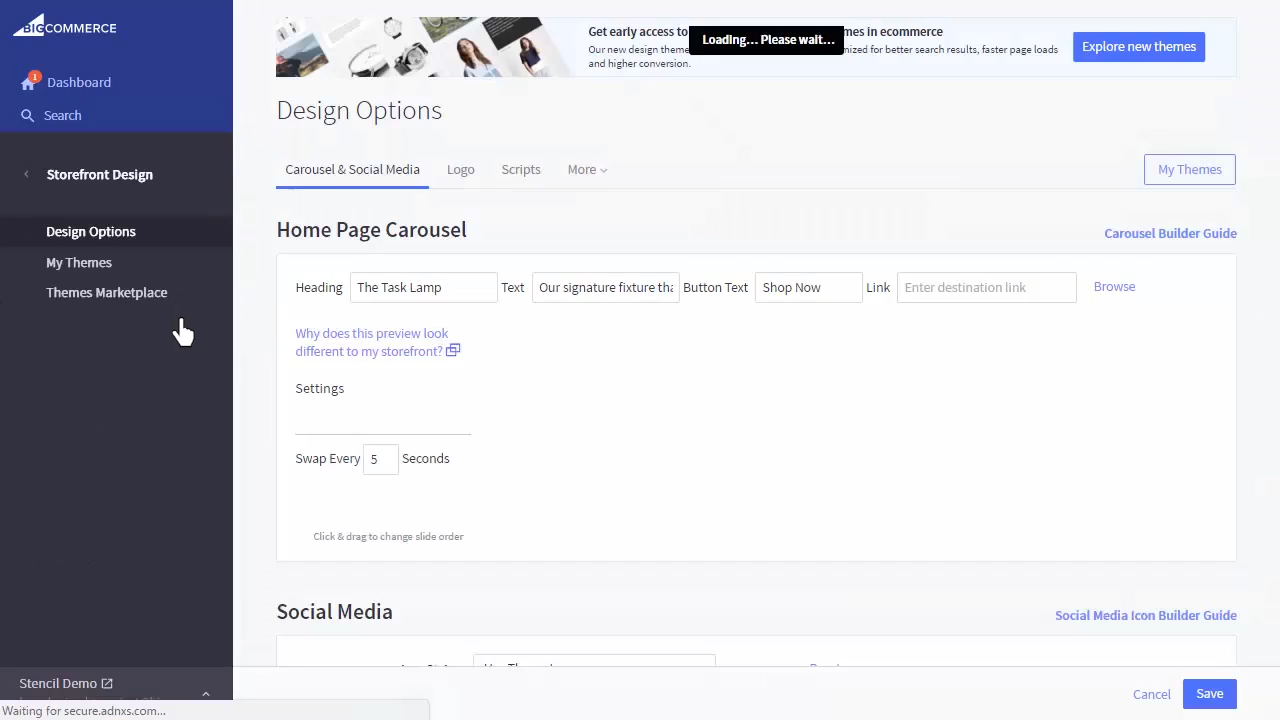 BIGCOMMERCE
1
Dashboard
Search
Storefront Design
Design Options
My Themes
Themes Marketplace
Stencil Demo
Waiting for secure.adnxs.com...
Get early access to
mes in ecommerce
Loading... Please wait...
Our new design theme
mized for better search results, faster page loads
and higher conversion.
Explore new themes
Design Options
Carousel & Social Media
Logo
Scripts
More
My Themes
Home Page Carousel
Carousel Builder Guide
Heading The Task Lamp Text Our signature fixture tha Button Text Shop Now Link Enter destination link Browse
Why does this preview look
different to my storefront?
Settings
Swap Every 5 Seconds
Click & drag to change slide order
Social Media
Social Media Icon Builder Guide
Cancel
Save